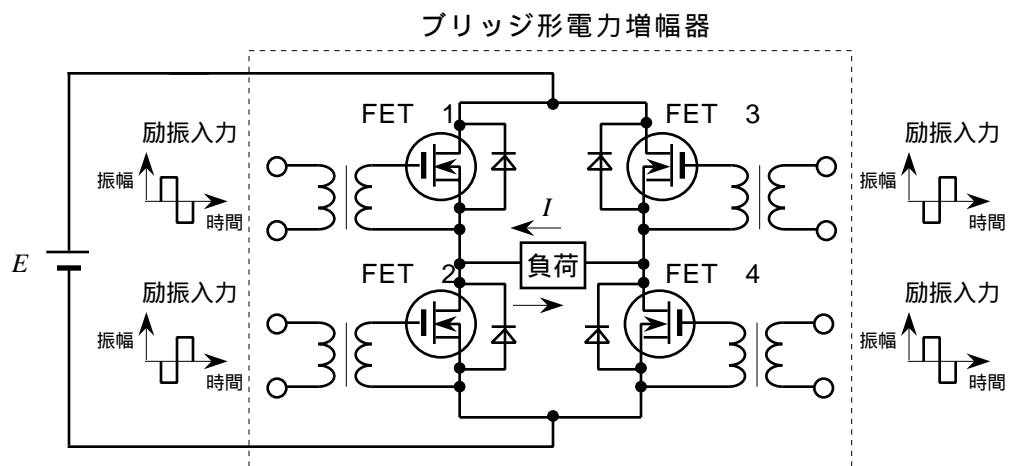 ブリッジ形電力増幅器
FET 1
FET 3
励振入力
振幅
時間
励振入力
振幅
時間
I
E
負荷
FET 2
FET 4
励振入力
振幅
時間
励振入力
振幅
時間